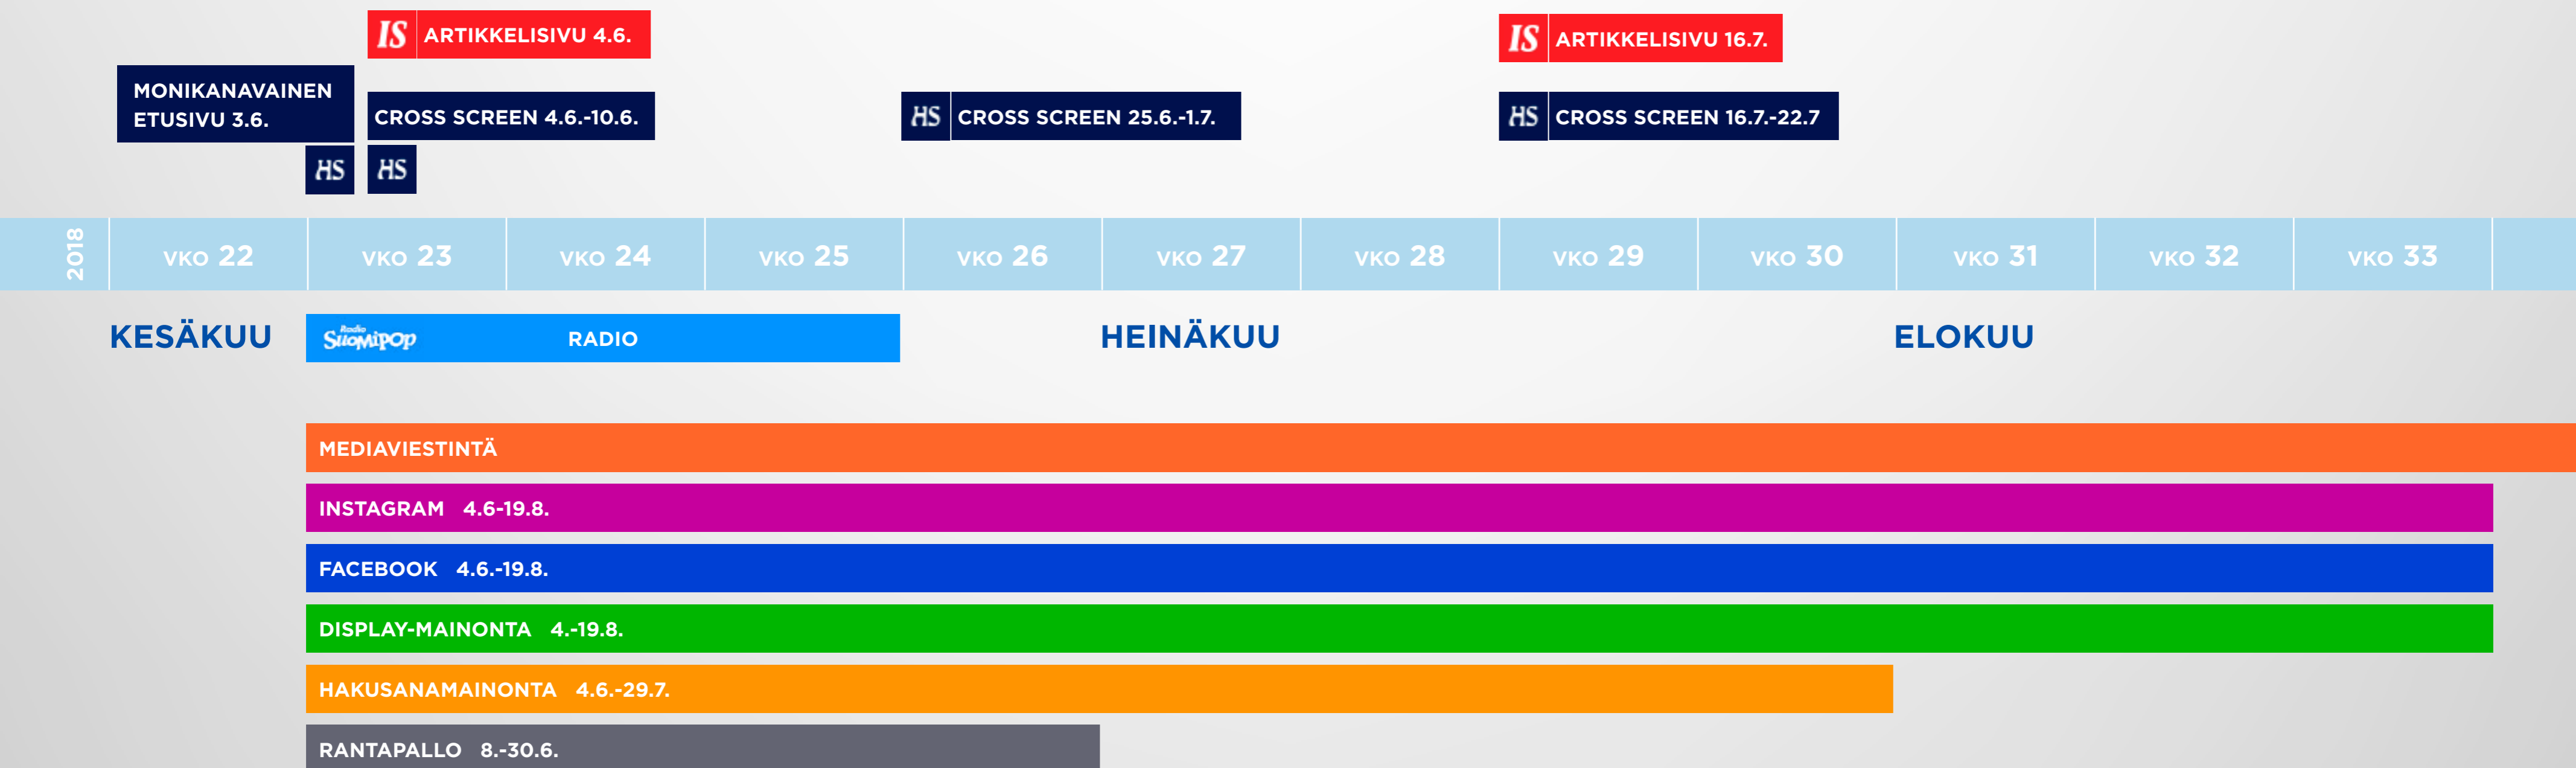 IS ARTIKKELISIVU 4.6.
IS ARTIKKELISIVU 16.7.
MONIKANAVAINEN
ETUSIVU 3.6.
HS
CROSS SCREEN 4.6.-10.6.
HS
HS CROSS SCREEN 25.6.-1.7.
HS CROSS SCREEN 16.7.-22.7
2018
VKO 22
VKO 23
VKO 24
VKO 25
VKO 26
VKO 27
VKO 28
VKO 29
VKO 30
VKO 31
VKO 32
VKO 33
KESÄKUU
Radio
SuomiPOP
RADIO
HEINÄKUU
ELOKUU
MEDIAVIESTINTÄ
INSTAGRAM 4.6-19.8.
FACEBOOK 4.6.-19.8.
DISPLAY-MAINONTA 4.-19.8.
HAKUSANAMAINONTA 4.6.-29.7.
RANTAPALLO 8.-30.6.